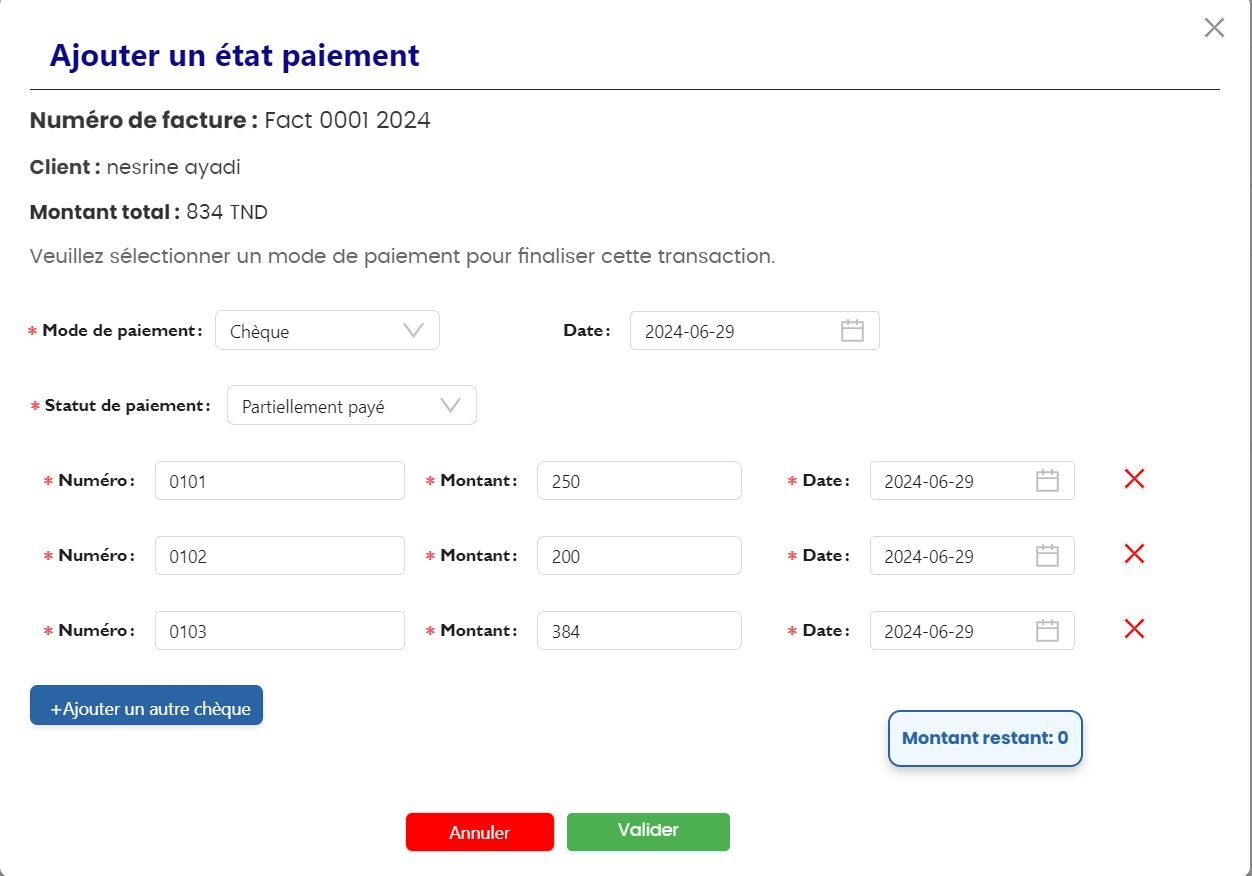 Ajouter un état paiement
Numéro de facture : Fact 0001 2024
Client : nesrine ayadi
Montant total : 834 TND
Veuillez sélectionner un mode de paiement pour finaliser cette transaction.
* Mode de paiement : Chèque Date : 2024-06-29
* Statut de paiement : Partiellement payé
* Numéro : 0101 * Montant : 250 * Date : 2024-06-29
* Numéro : 0102 * Montant : 200 * Date : 2024-06-29
* Numéro : 0103 * Montant : 384 * Date : 2024-06-29
+Ajouter un autre chèque
Montant restant: 0
Annuler Valider